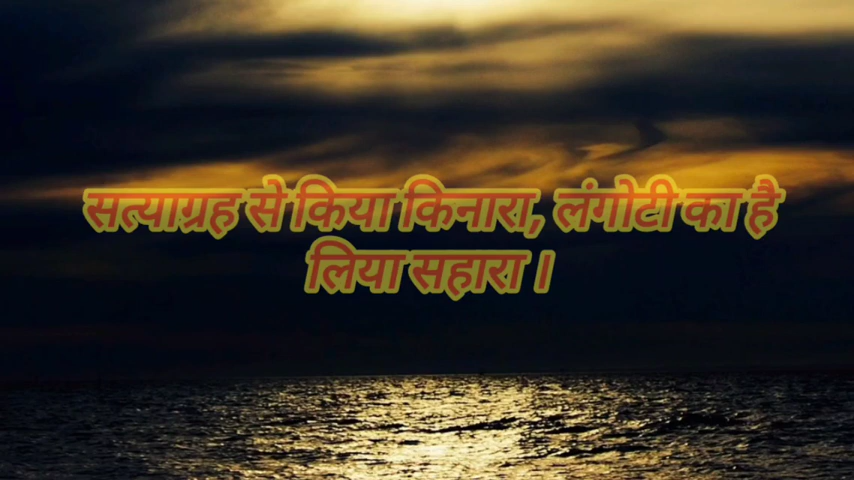 सत्याग्रह से किया किनारा, लंगोटी का है
लिया सहारा ।